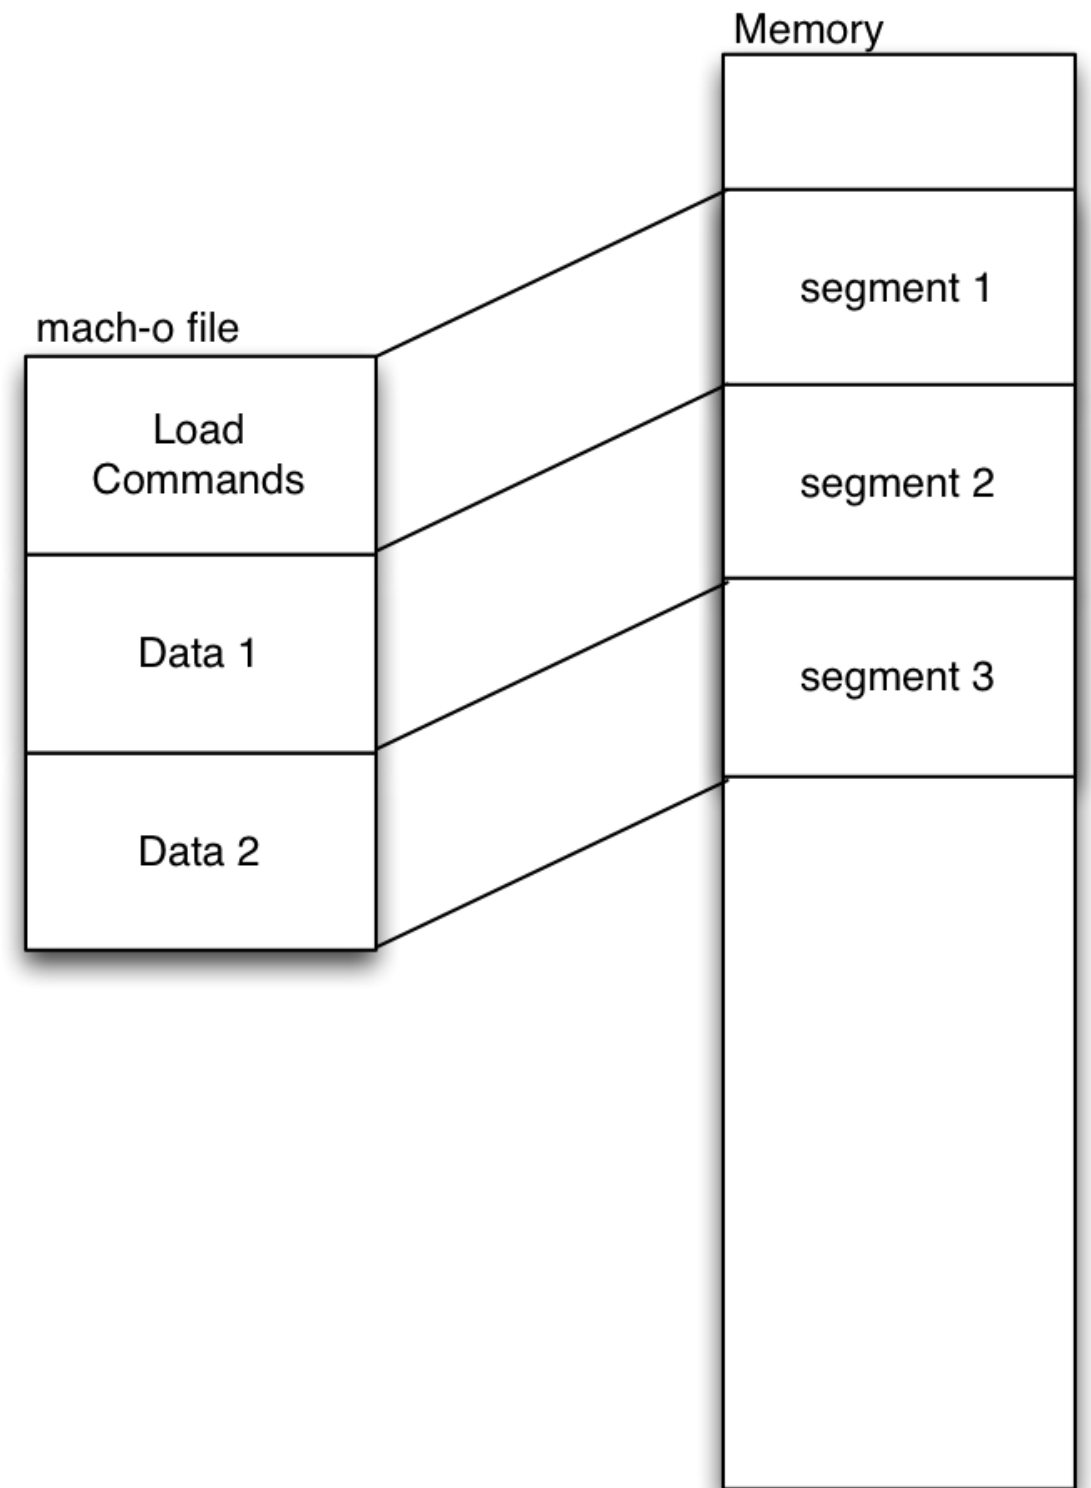 Memory
segment 1
segment 2
segment 3
mach-o file
Load
Commands
Data 1
Data 2